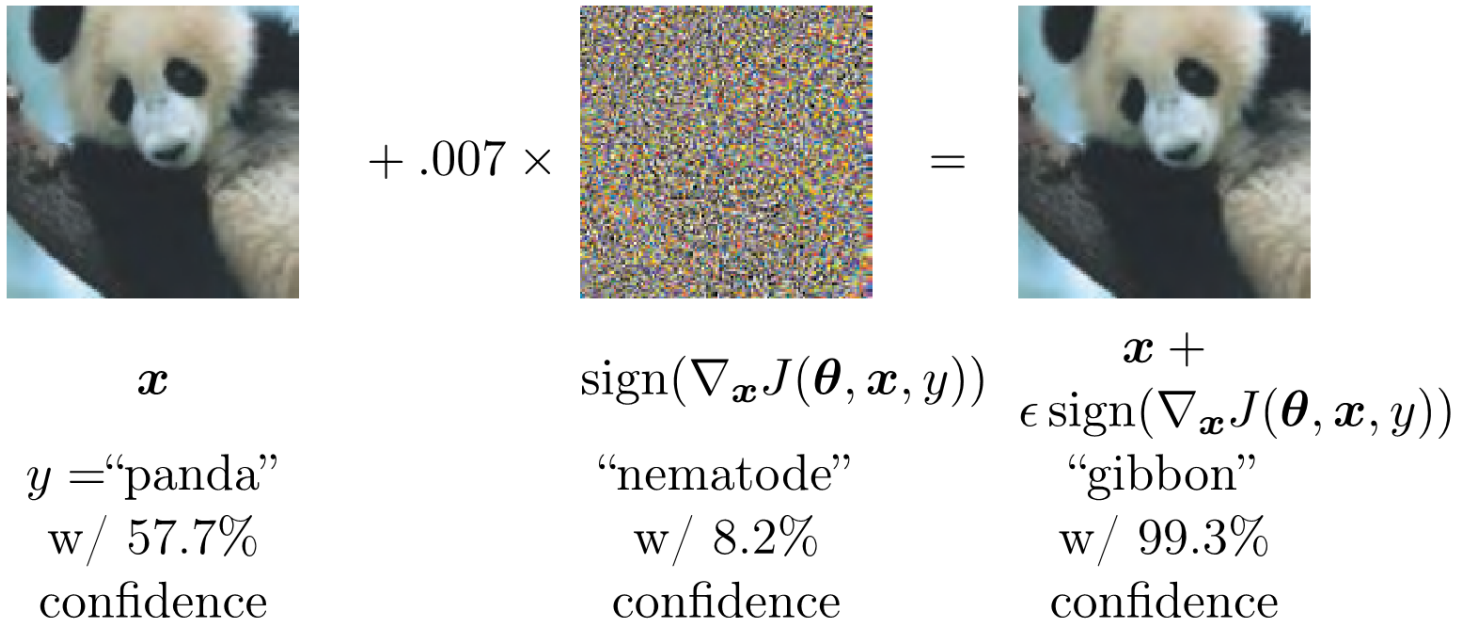 + .007 × =
x
sign(∇ₓJ(θ, x, y))
x +
ϵ sign(∇ₓJ(θ, x, y))
y =“panda”
w/ 57.7%
confidence
“nematode”
w/ 8.2%
confidence
“gibbon”
w/ 99.3%
confidence